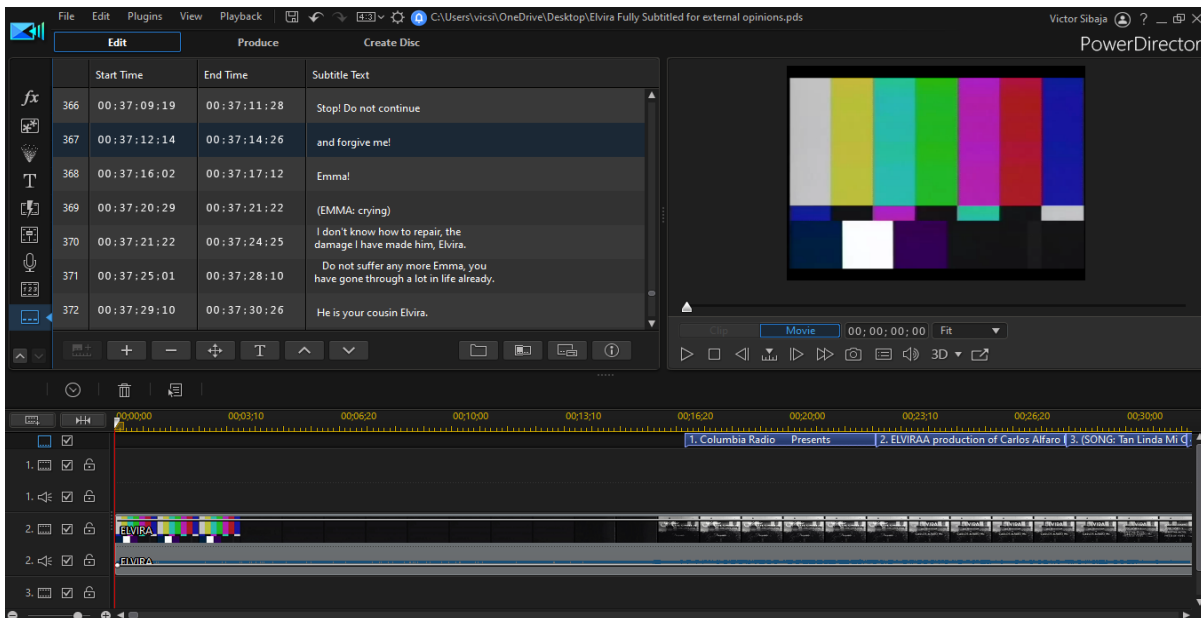 File Edit Plugins View Playback 4:3 C:\Users\vicsi\OneDrive\Desktop\Elvira Fully Subtitled for external opinions.pds Victor Sibaja ?
Edit Produce Create Disc PowerDirector
Start Time End Time Subtitle Text
366 00;37;09;19 00;37;11;28 Stop! Do not continue
367 00;37;12;14 00;37;14;26 and forgive me!
368 00;37;16;02 00;37;17;12 Emma!
369 00;37;20;29 00;37;21;22 (EMMA: crying)
370 00;37;21;22 00;37;24;25 I don't know how to repair, the
damage I have made him, Elvira.
371 00;37;25;01 00;37;28;10 Do not suffer any more Emma, you
have gone through a lot in life already.
372 00;37;29;10 00;37;30;26 He is your cousin Elvira.
fx
T
T
Clip Movie 00;00;00;00 Fit
3D
00;00;00 00;03;10 00;06;20 00;10;00 00;13;10 00;16;20 00;20;00 00;23;10 00;26;20 00;30;00
1. Columbia Radio Presents 2. ELVIRAA production of Carlos Alfaro 3. (SONG: Tan Linda Mi
1.
1.
2. ELVIRA
2. ELVIRA
3.